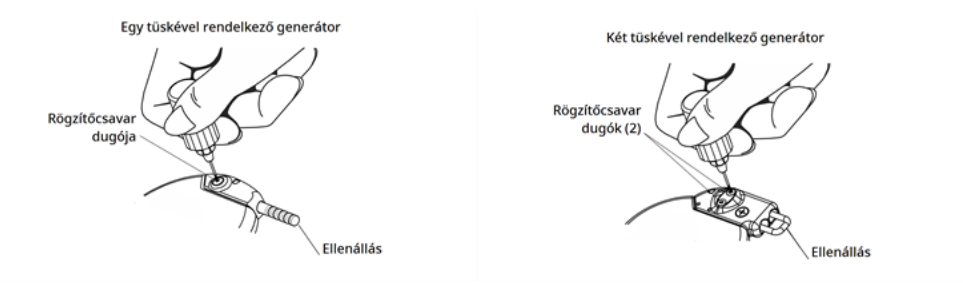 Egy tüskével rendelkező generátor
Rögzítőcsavar
dugója
Ellenállás
Két tüskével rendelkező generátor
Rögzítőcsavar
dugók (2)
Ellenállás